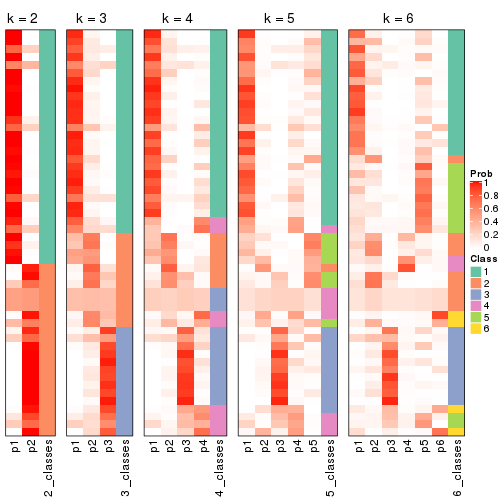 k = 2
k = 3
k = 4
k = 5
k = 6
Prob
1
0.8
0.6
0.4
0.2
0
Class
1
2
3
4
5
6
p1
p2
2_classes
p1
p2
p3
3_classes
p1
p2
p3
p4
4_classes
p1
p2
p3
p4
p5
5_classes
p1
p2
p3
p4
p5
p6
6_classes